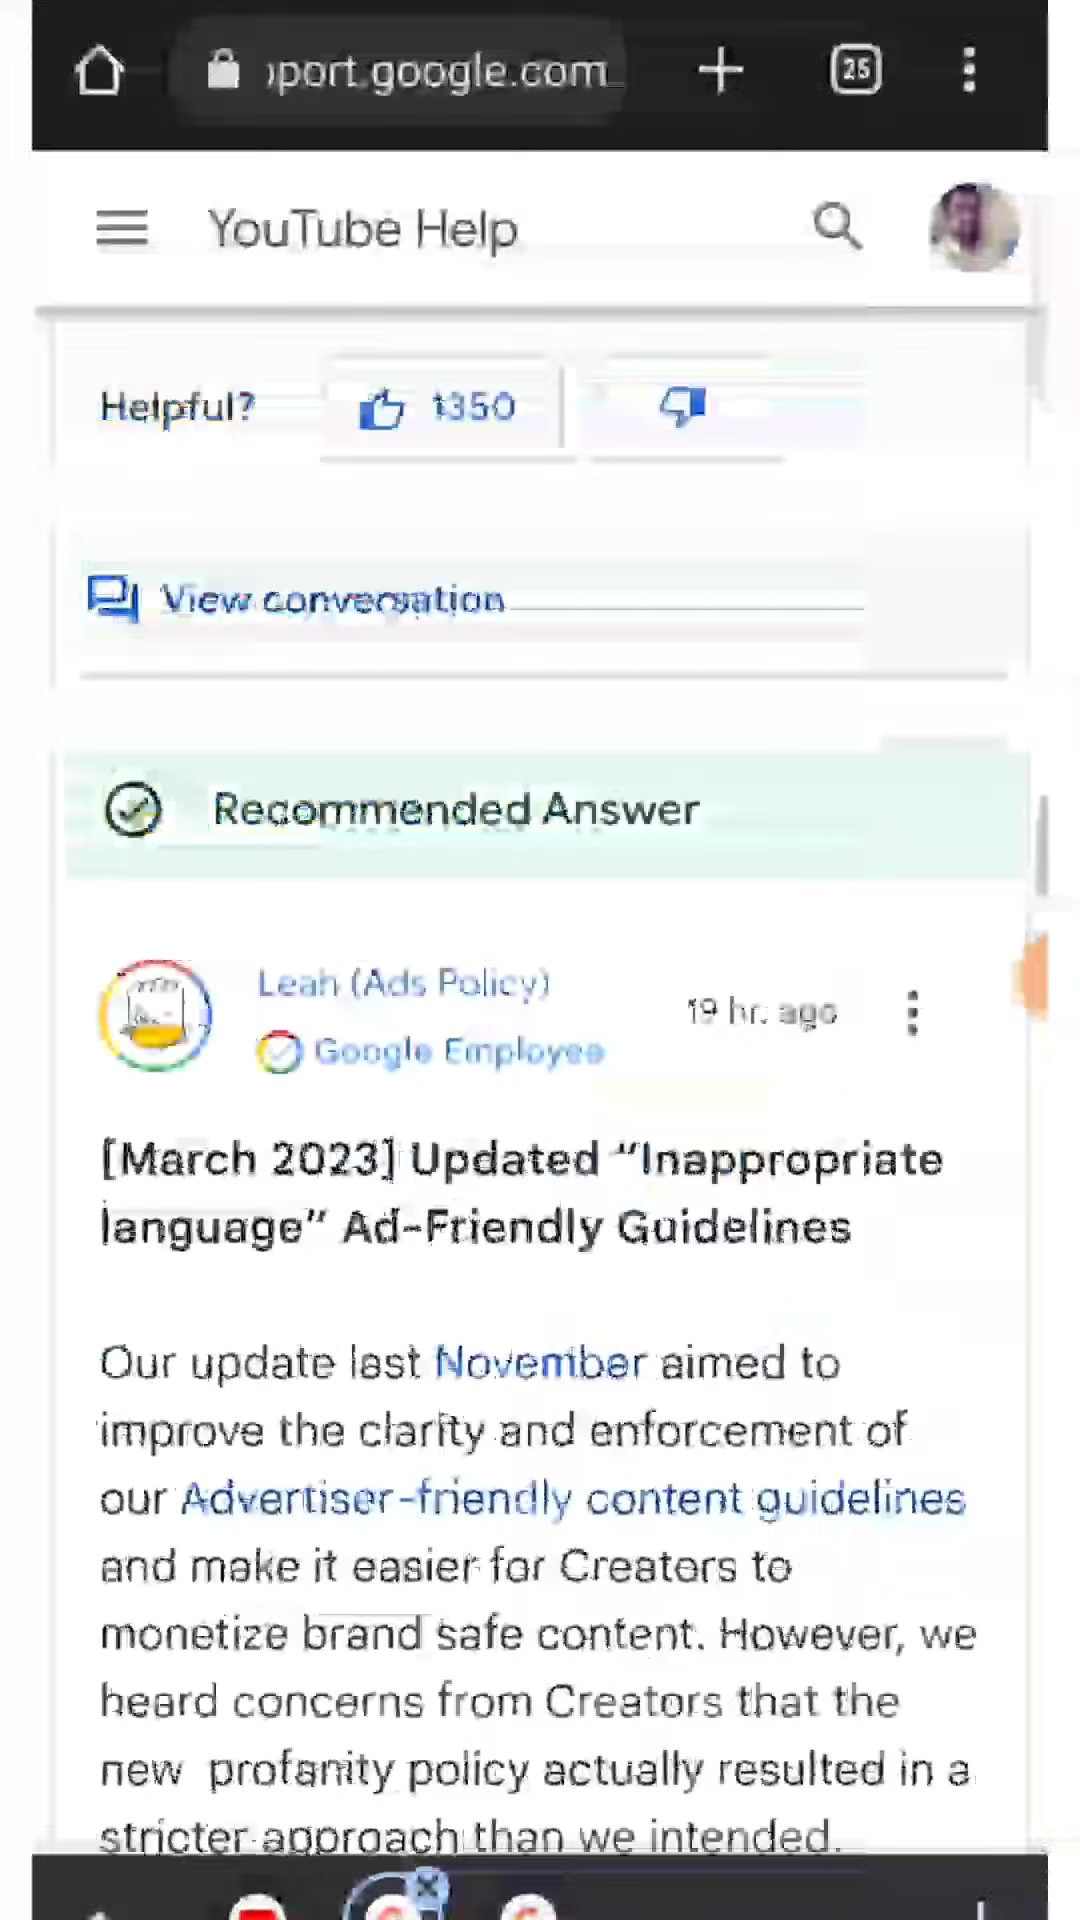 port.google.com
25
YouTube Help
Helpful?
1350
View conversation
Recommended Answer
Leah (Ads Policy)
19 hr. ago
Google Employee
[March 2023] Updated “Inappropriate
language” Ad-Friendly Guidelines
Our update last November aimed to
improve the clarity and enforcement of
our Advertiser-friendly content guidelines
and make it easier for Creators to
monetize brand safe content. However, we
heard concerns from Creators that the
new profanity policy actually resulted in a
stricter approach than we intended.